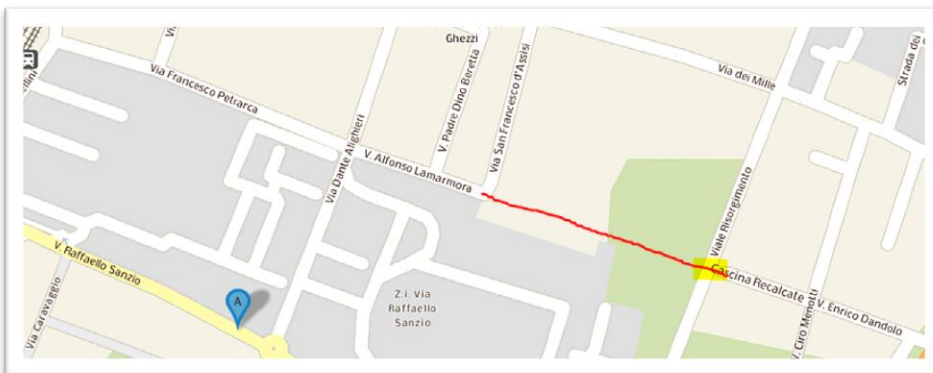 Ghezzi
Via dei Mille
Strada dei
Via Francesco Petrarca
V. Padre Dino Beretta
Via San Francesco d'Assisi
Via Dante Alighieri
V. Alfonso Lamarmora
Viale Risorgimento
V. Raffaello Sanzio
Cascina Recalcate
V. Enrico Dandolo
V. Ciro Menotti
Via Caravaggio
A
Z.i. Via
Raffaello
Sanzio